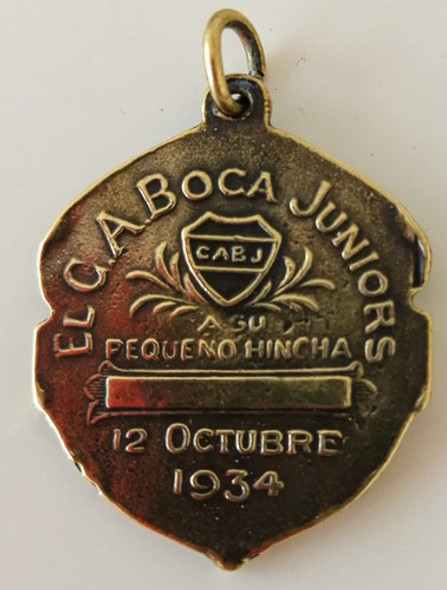 EL C.A. BOCA JUNIORS
CABJ
A SU
PEQUEÑO HINCHA
12 OCTUBRE
1934